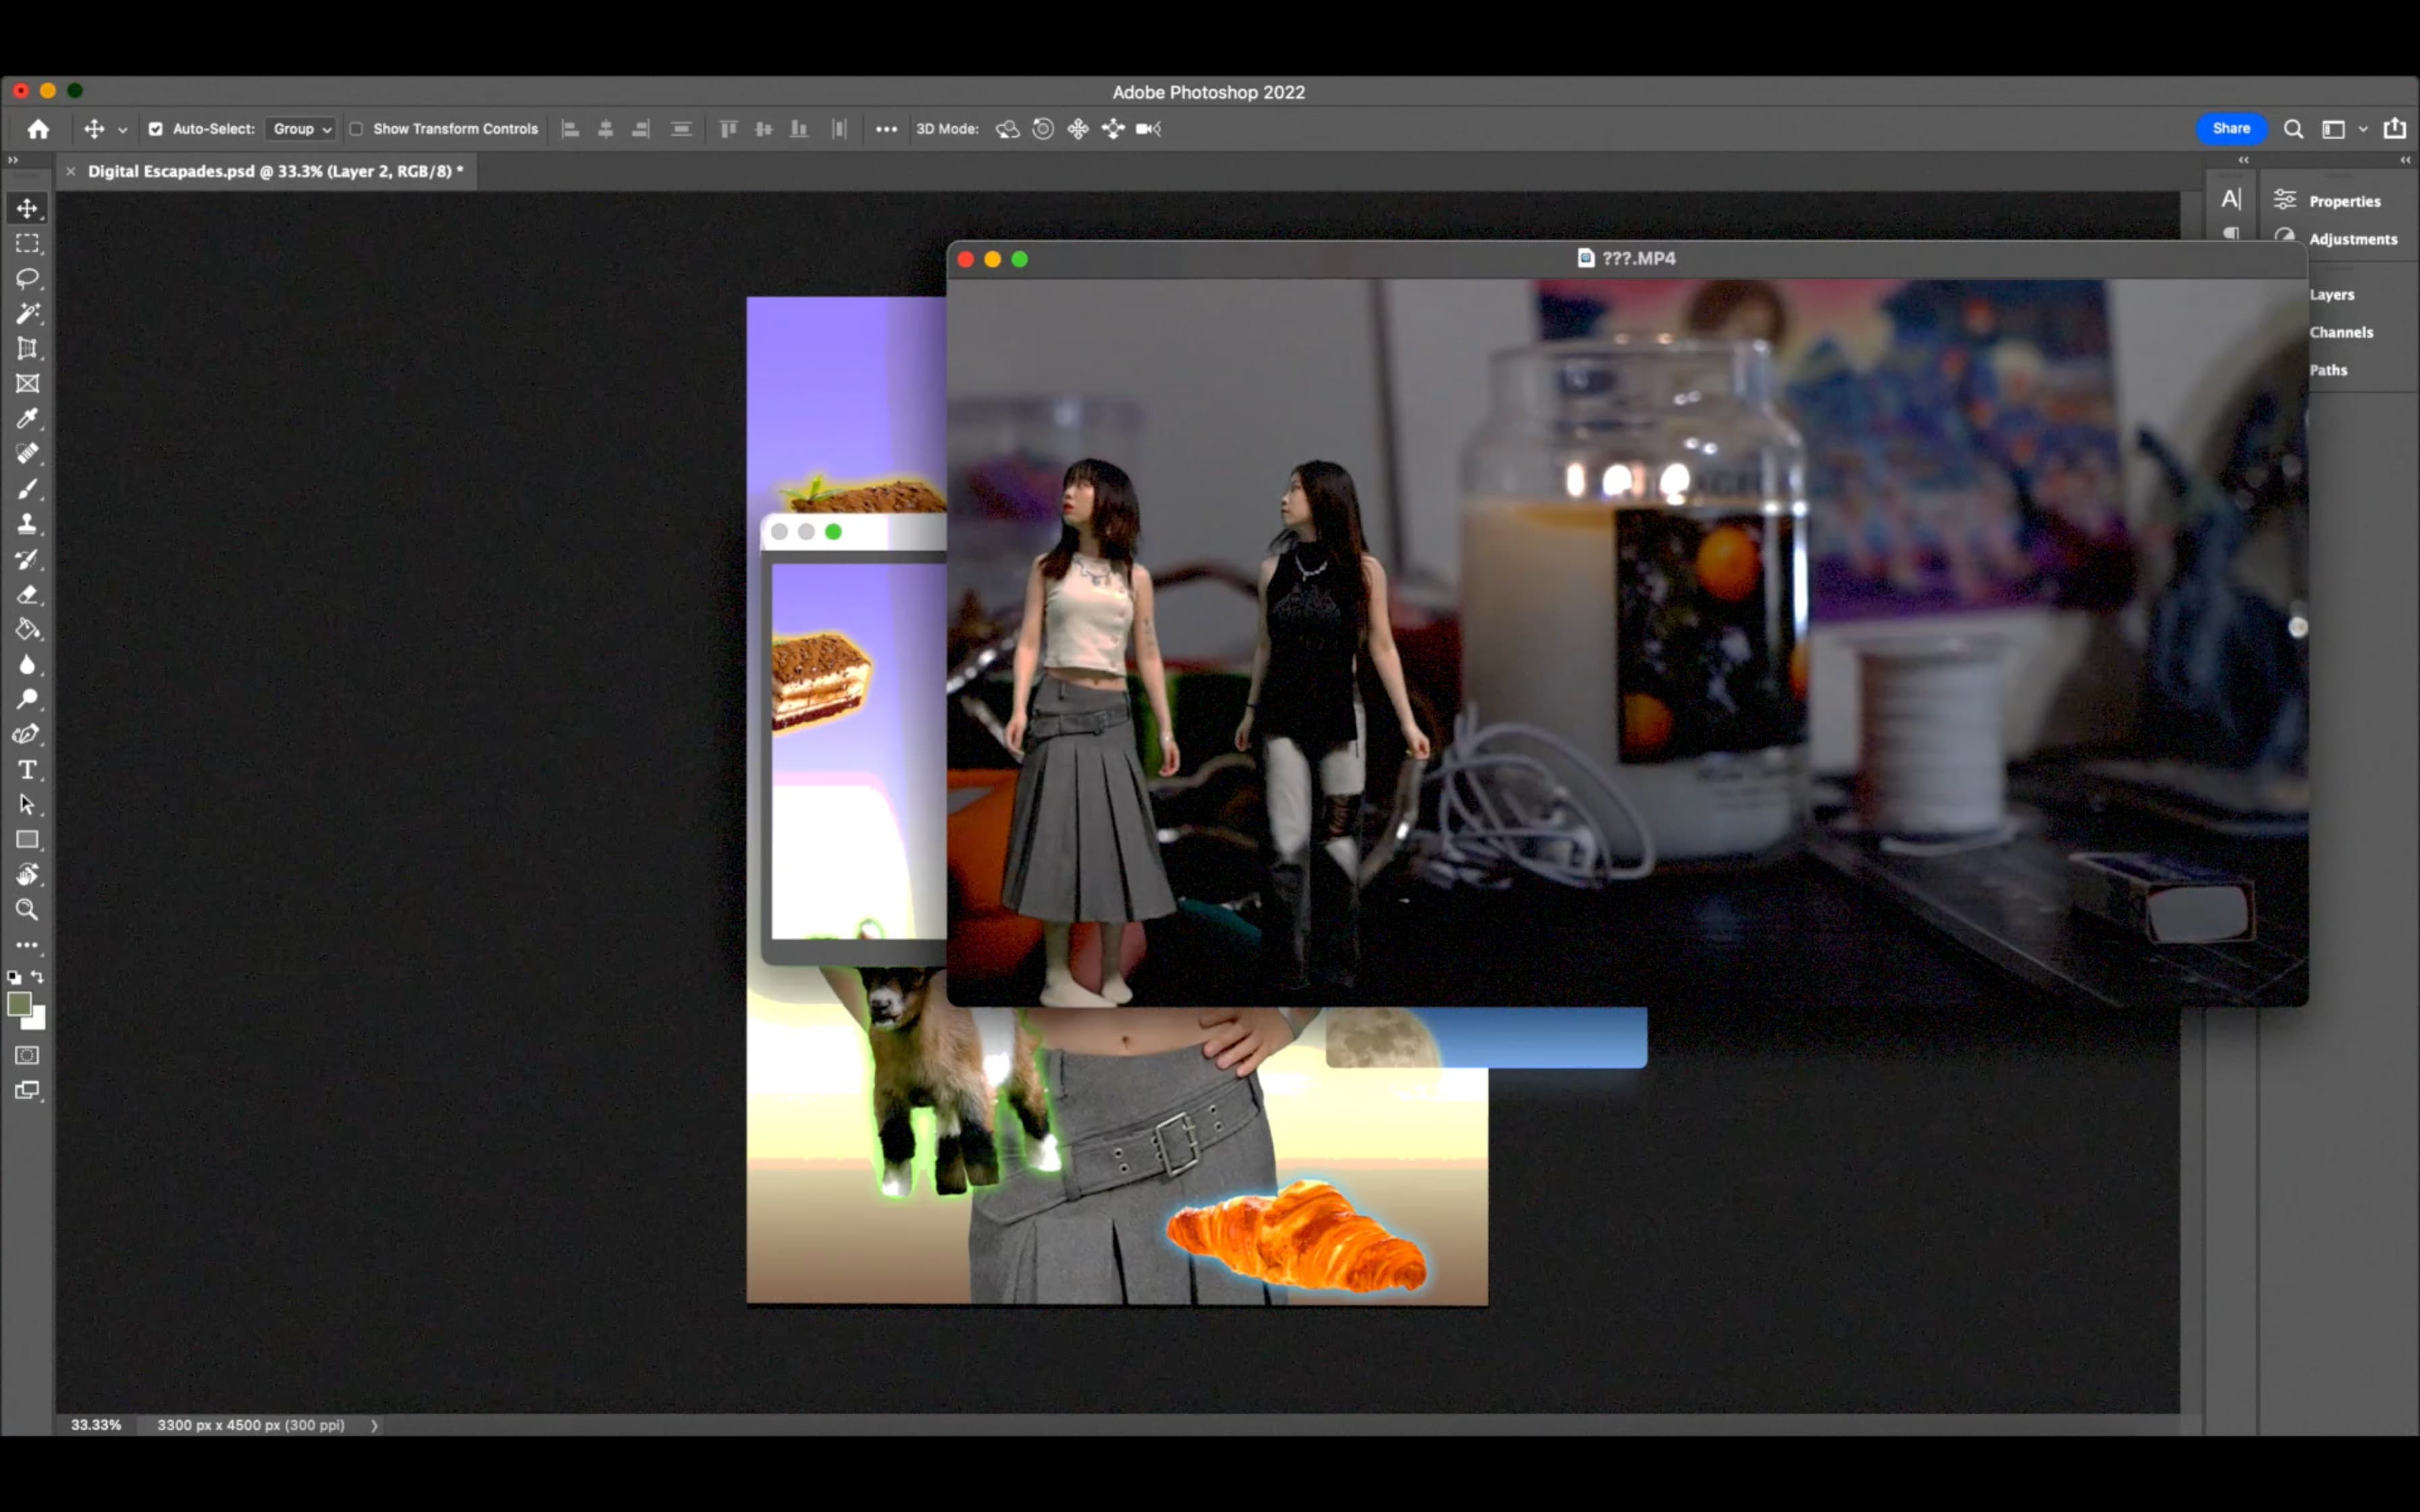 Adobe Photoshop 2022
Auto-Select: Group Show Transform Controls 3D Mode: Share
Digital Escapades.psd @ 33.3% (Layer 2, RGB/8) *
Properties
Adjustments
???.MP4
Layers
Channels
Paths
33.33% 3300 px x 4500 px (300 ppi)